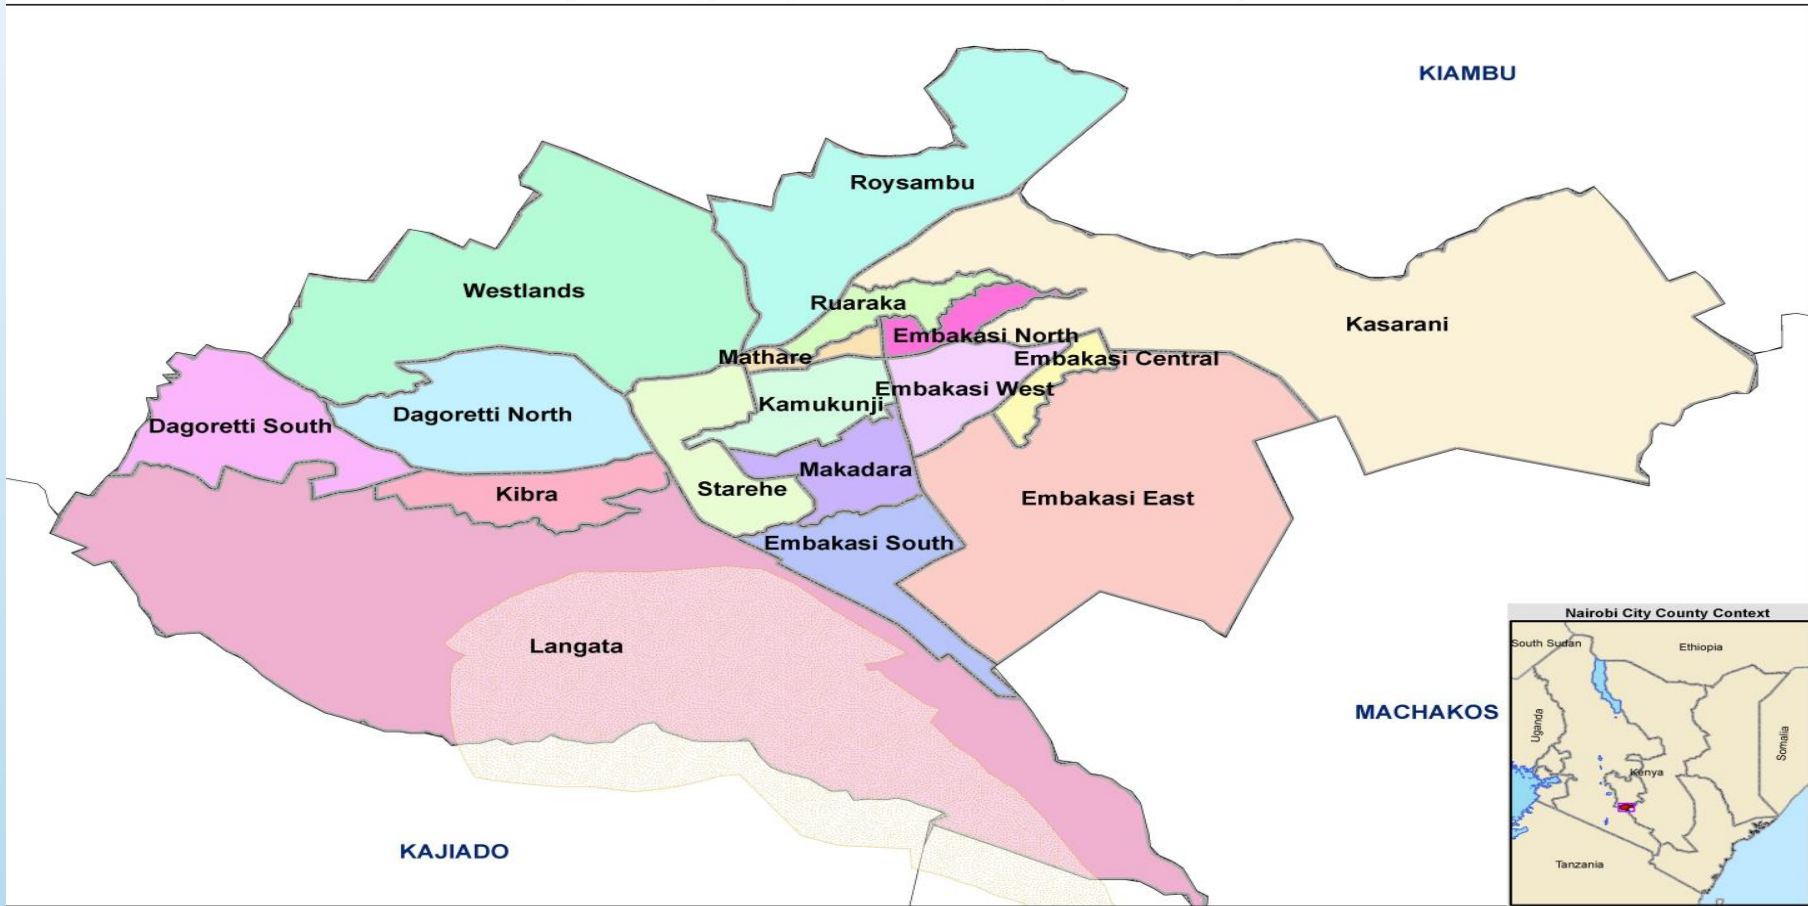 KIAMBU
Roysambu
Westlands
Ruaraka
Kasarani
Embakasi North
Mathare
Embakasi Central
Embakasi West
Kamukunji
Dagoretti North
Dagoretti South
Makadara
Starehe
Kibra
Embakasi East
Embakasi South
Langata
MACHAKOS
KAJIADO
Nairobi City County Context
South Sudan
Ethiopia
Uganda
Somalia
Kenya
Tanzania